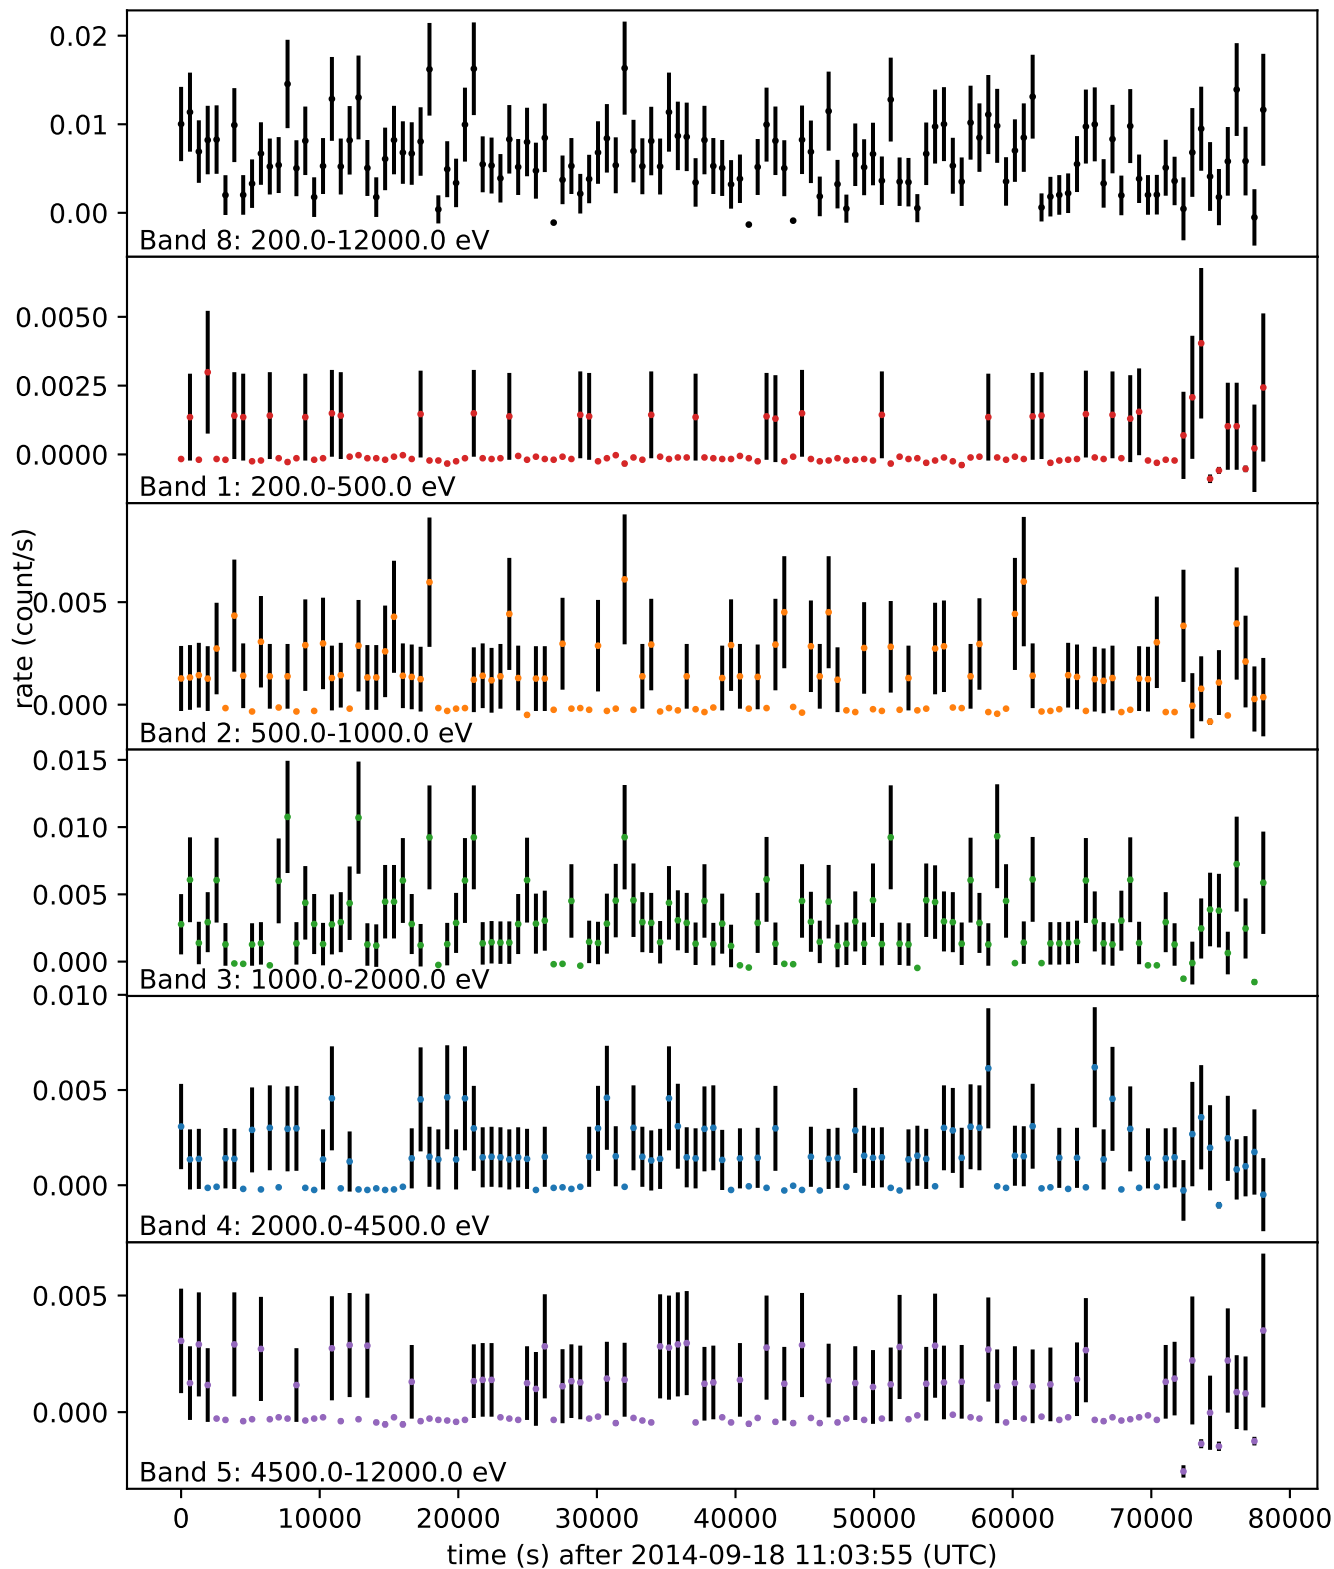 0.02
0.01
0.00
Band 8: 200.0-12000.0 eV
0.0050
0.0025
0.0000
Band 1: 200.0-500.0 eV
rate (count/s)
0.005
0.000
Band 2: 500.0-1000.0 eV
0.015
0.010
0.005
0.000
Band 3: 1000.0-2000.0 eV
0.010
0.005
0.000
Band 4: 2000.0-4500.0 eV
0.005
0.000
Band 5: 4500.0-12000.0 eV
0 10000 20000 30000 40000 50000 60000 70000 80000
time (s) after 2014-09-18 11:03:55 (UTC)